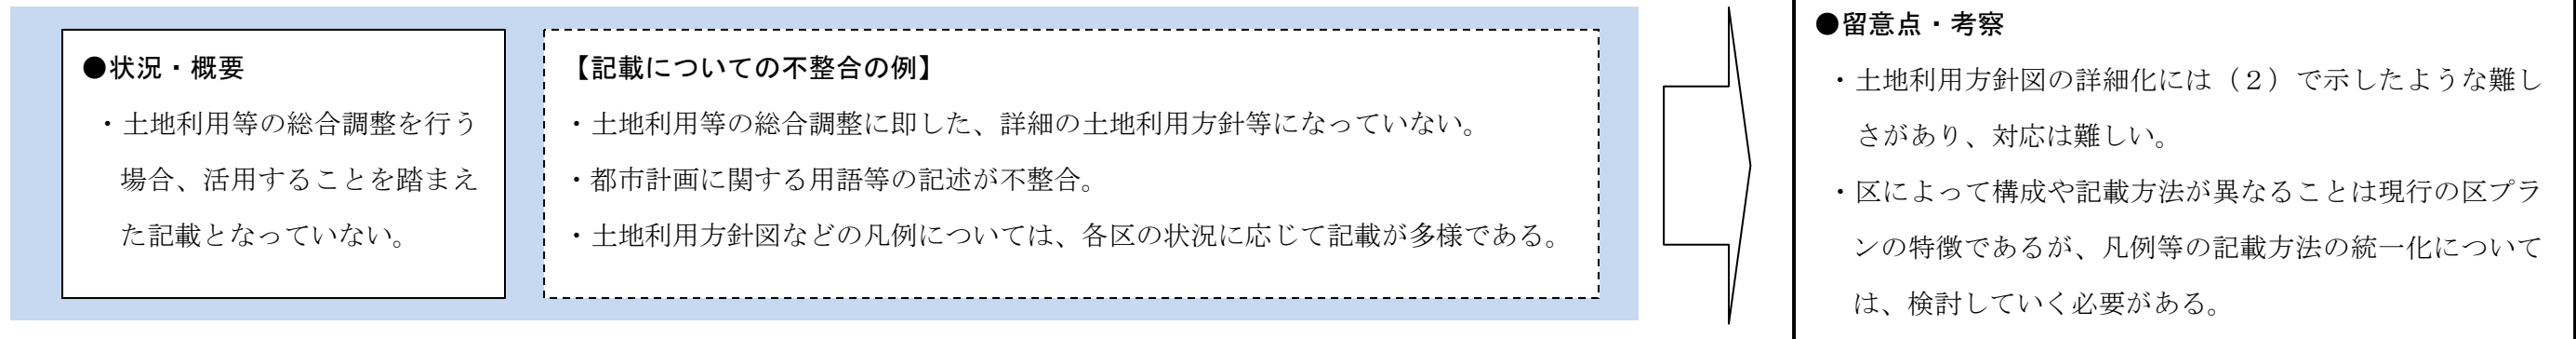 ●状況・概要
・土地利用等の総合調整を行う
場合、活用することを踏まえ
た記載となっていない。
【記載についての不整合の例】
・土地利用等の総合調整に即した、詳細の土地利用方針等になっていない。
・都市計画に関する用語等の記述が不整合。
・土地利用方針図などの凡例については、各区の状況に応じて記載が多様である。
●留意点・考察
・土地利用方針図の詳細化には（２）で示したような難し
さがあり、対応は難しい。
・区によって構成や記載方法が異なることは現行の区プラ
ンの特徴であるが、凡例等の記載方法の統一化について
は、検討していく必要がある。